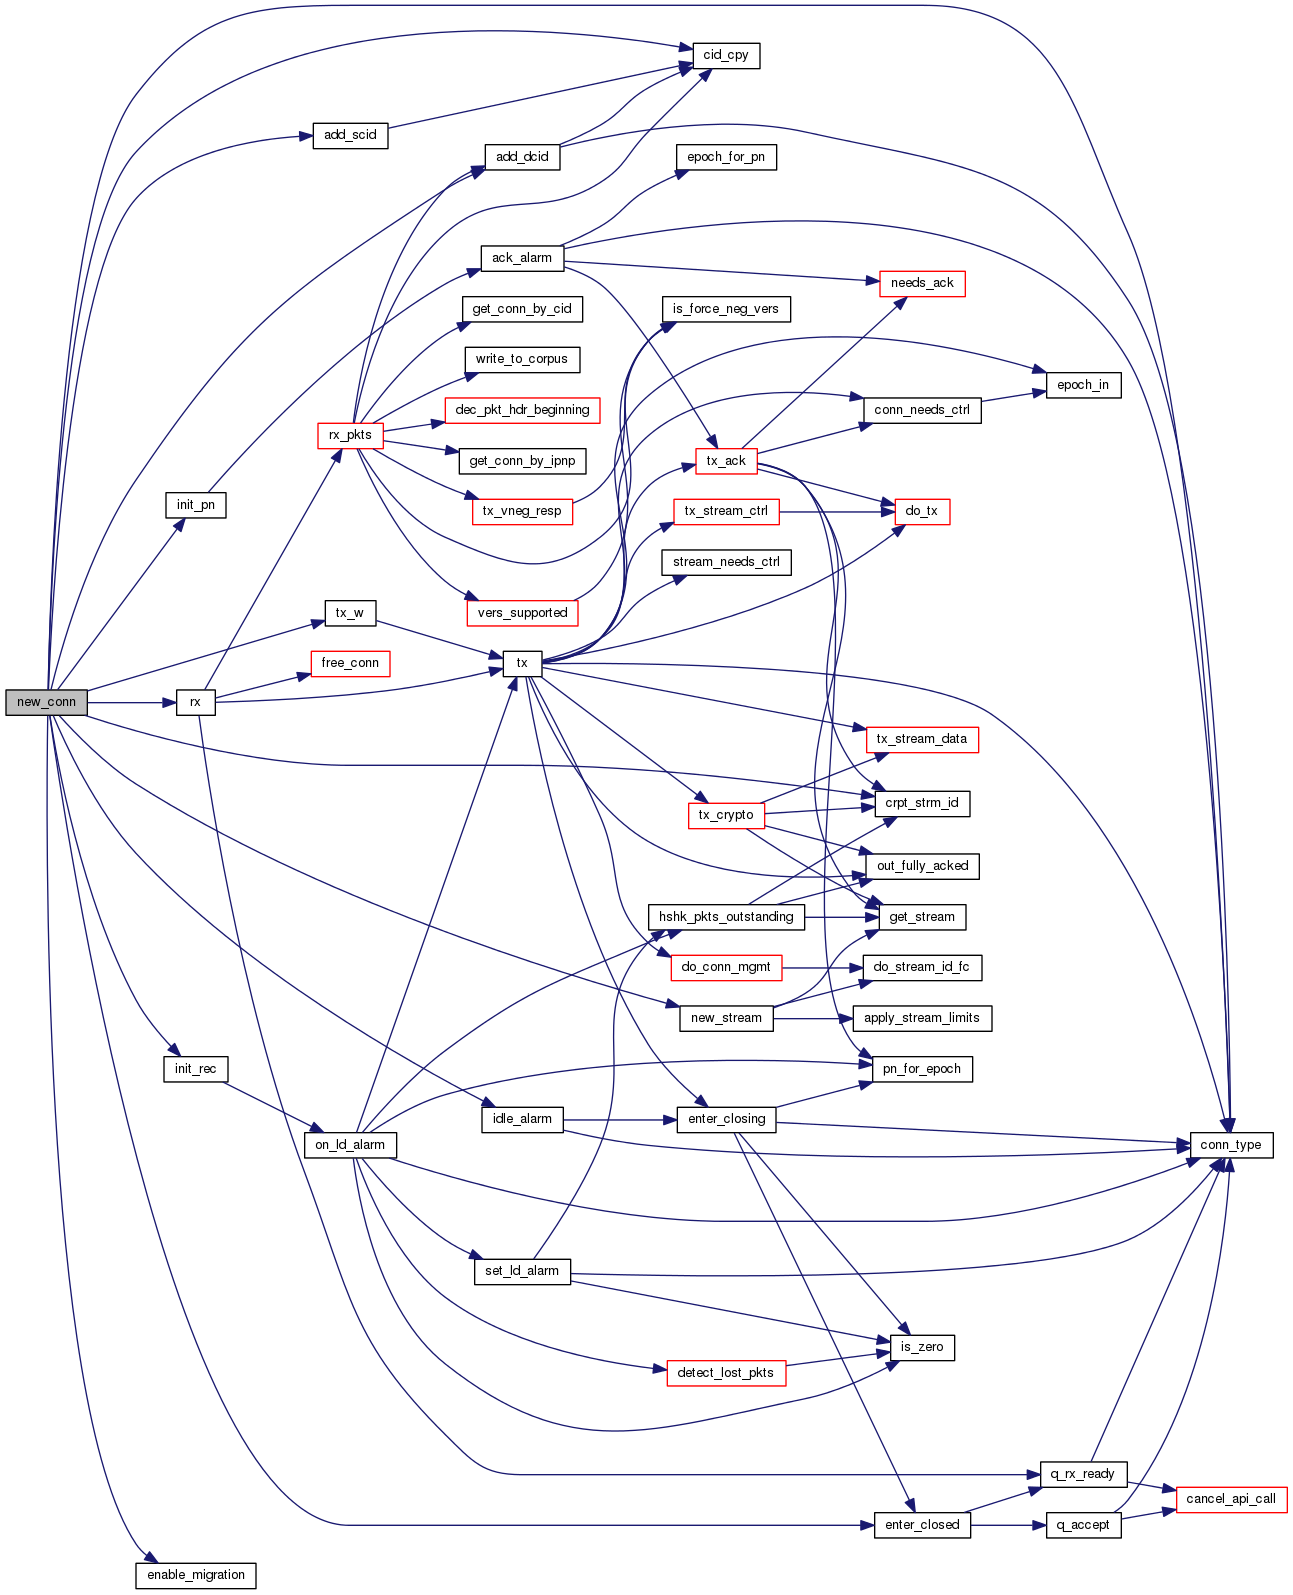 cid_cpy
add_scid
add_dcid
epoch_for_pn
ack_alarm
needs_ack
get_conn_by_cid
is_force_neg_vers
write_to_corpus
epoch_in
dec_pkt_hdr_beginning
conn_needs_ctrl
rx_pkts
get_conn_by_ipnp
tx_ack
init_pn
tx_vneg_resp
tx_stream_ctrl
do_tx
stream_needs_ctrl
tx_w
vers_supported
free_conn
tx
new_conn
rx
tx_stream_data
crpt_strm_id
tx_crypto
out_fully_acked
hshk_pkts_outstanding
get_stream
do_conn_mgmt
do_stream_id_fc
new_stream
apply_stream_limits
init_rec
pn_for_epoch
idle_alarm
enter_closing
on_ld_alarm
conn_type
set_ld_alarm
is_zero
detect_lost_pkts
q_rx_ready
cancel_api_call
enter_closed
q_accept
enable_migration